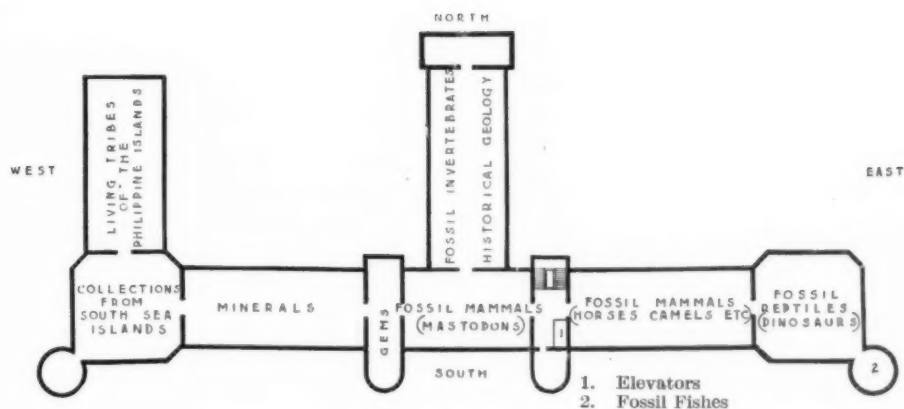 NORTH
WEST
EAST
LIVING TRIBES
OF THE
PHILIPPINE ISLANDS
FOSSIL INVERTEBRATES
HISTORICAL GEOLOGY
COLLECTIONS
FROM
SOUTH SEA
ISLANDS
MINERALS
GEMS
FOSSIL MAMMALS
(MASTODONS)
1
FOSSIL MAMMALS
(HORSES CAMELS ETC)
FOSSIL
REPTILES
(DINOSAURS)
SOUTH
2
1. Elevators
2. Fossil Fishes